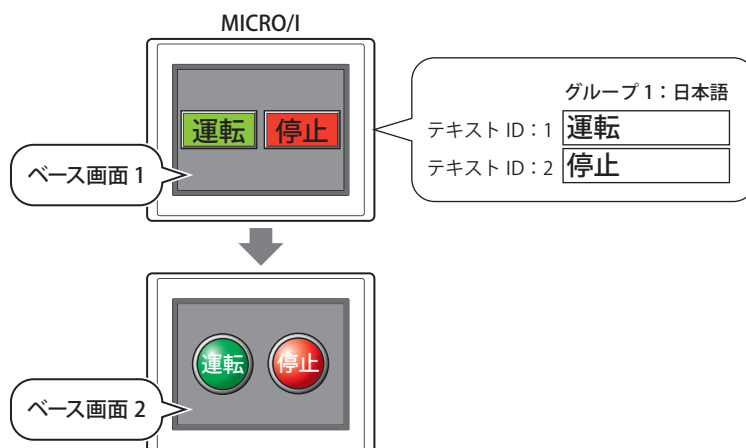 MICRO/I
運転 停止
ベース画面 1
グループ 1：日本語
テキスト ID：1 運転
テキスト ID：2 停止
運転 停止
ベース画面 2